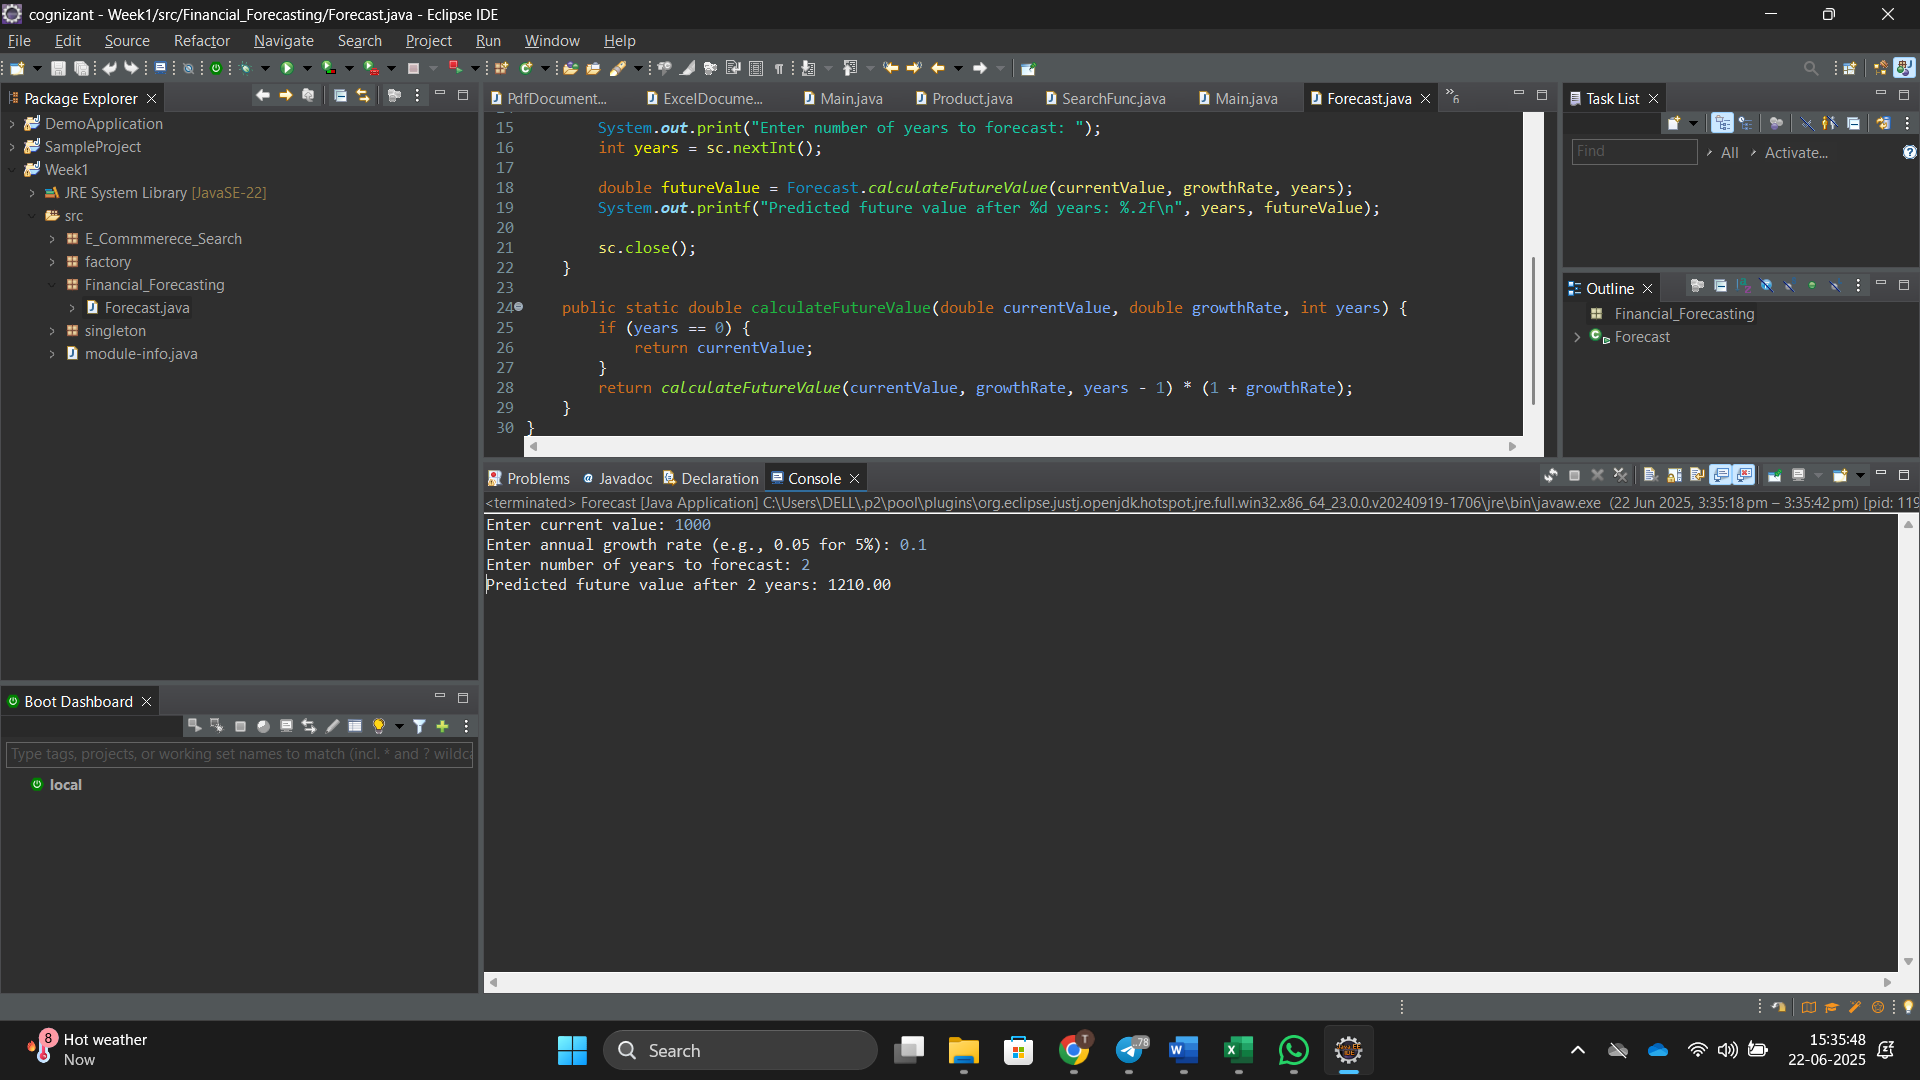 cognizant - Week1/src/Financial_Forecasting/Forecast.java - Eclipse IDE
File Edit Source Refactor Navigate Search Project Run Window Help
Package Explorer
DemoApplication
SampleProject
Week1
JRE System Library [JavaSE-22]
src
E_Commmerece_Search
factory
Financial_Forecasting
Forecast.java
singleton
module-info.java
PdfDocument... ExcelDocume... Main.java Product.java SearchFunc.java Main.java Forecast.java »6
15 System.out.print("Enter number of years to forecast: ");
16 int years = sc.nextInt();
17
18 double futureValue = Forecast.calculateFutureValue(currentValue, growthRate, years);
19 System.out.printf("Predicted future value after %d years: %.2f\n", years, futureValue);
20
21 sc.close();
22 }
23
24 public static double calculateFutureValue(double currentValue, double growthRate, int years) {
25 if (years == 0) {
26 return currentValue;
27 }
28 return calculateFutureValue(currentValue, growthRate, years - 1) * (1 + growthRate);
29 }
30 }
Task List
Find All Activate...
Outline
Financial_Forecasting
Forecast
Problems Javadoc Declaration Console
<terminated> Forecast [Java Application] C:\Users\DELL\.p2\pool\plugins\org.eclipse.justj.openjdk.hotspot.jre.full.win32.x86_64_23.0.0.v20240919-1706\jre\bin\javaw.exe (22 Jun 2025, 3:35:18 pm – 3:35:42 pm) [pid: 119
Enter current value: 1000
Enter annual growth rate (e.g., 0.05 for 5%): 0.1
Enter number of years to forecast: 2
Predicted future value after 2 years: 1210.00
Boot Dashboard
Type tags, projects, or working set names to match (incl. * and ? wildca
local
8
Hot weather
Now
Search
T
78
15:35:48
22-06-2025